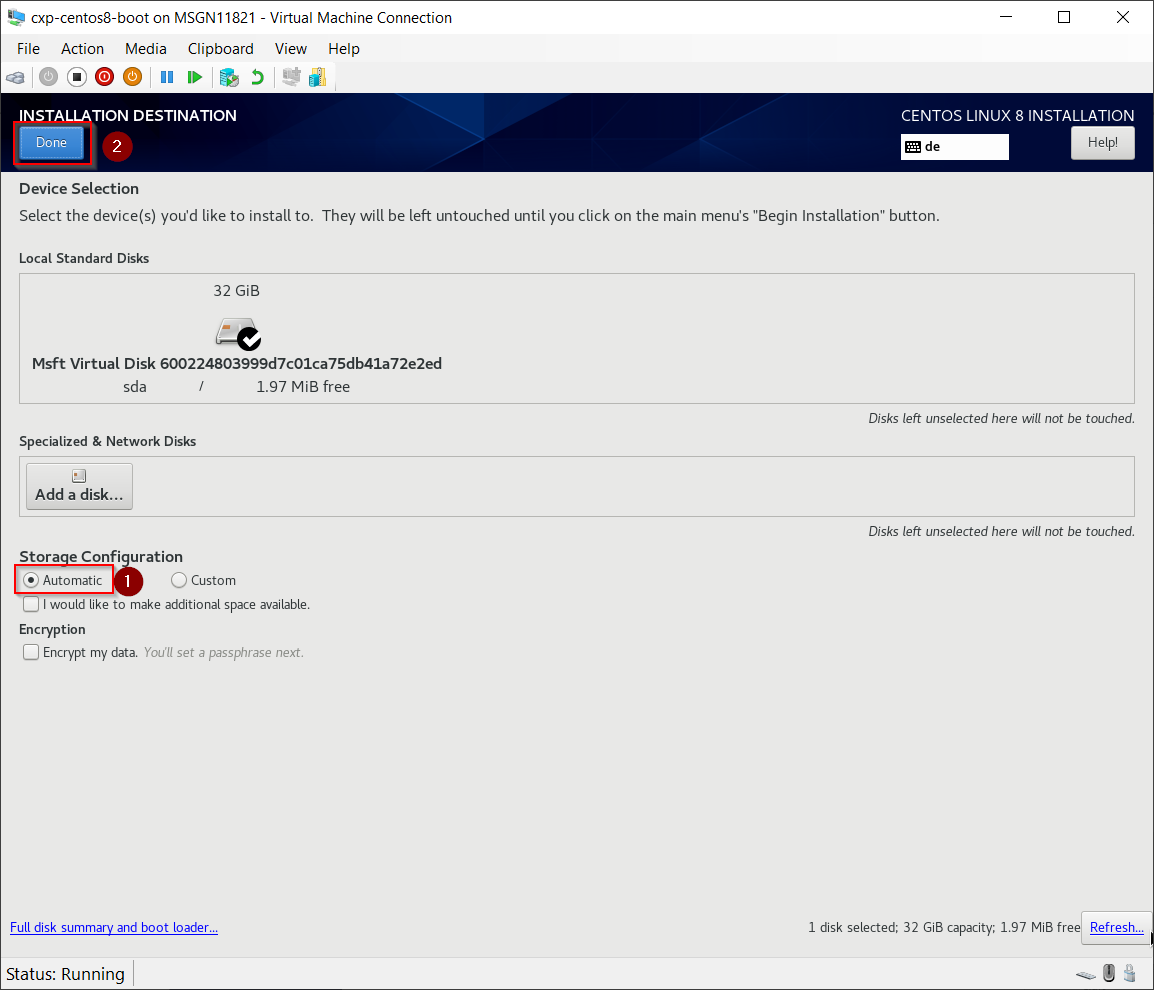 cxp-centos8-boot on MSGN11821 - Virtual Machine Connection
File Action Media Clipboard View Help
INSTALLATION DESTINATION
CENTOS LINUX 8 INSTALLATION
Done
2
de
Help!
Device Selection
Select the device(s) you'd like to install to. They will be left untouched until you click on the main menu's "Begin Installation" button.
Local Standard Disks
32 GiB
Msft Virtual Disk 600224803999d7c01ca75db41a72e2ed
sda / 1.97 MiB free
Disks left unselected here will not be touched.
Specialized & Network Disks
Add a disk...
Disks left unselected here will not be touched.
Storage Configuration
Automatic 1 Custom
I would like to make additional space available.
Encryption
Encrypt my data. You'll set a passphrase next.
Full disk summary and boot loader...
1 disk selected; 32 GiB capacity; 1.97 MiB free Refresh...
Status: Running